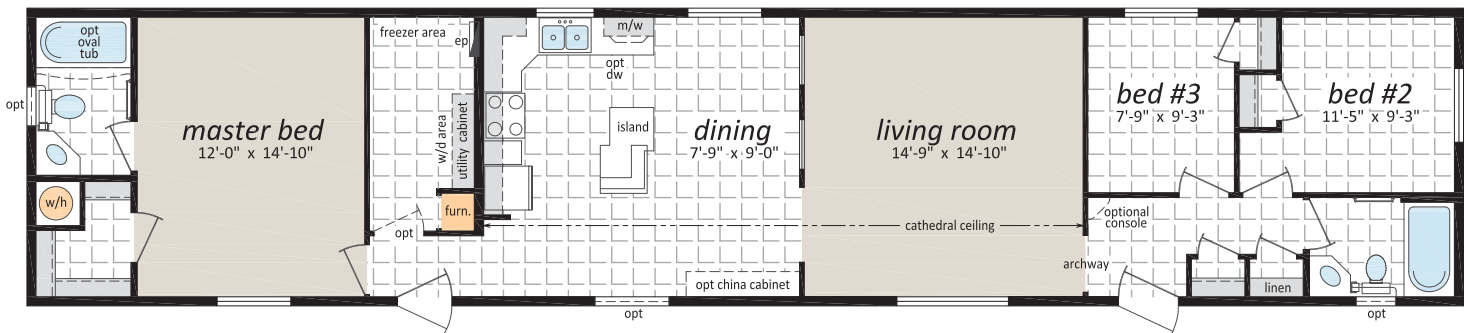 opt
oval
tub
opt
w/h
master bed
12'-0" x 14'-10"
freezer area
ep
w/d area
utility cabinet
furn.
opt
m/w
opt
dw
island
dining
7'-9" x 9'-0"
opt china cabinet
opt
living room
14'-9" x 14'-10"
cathedral ceiling
bed #3
7'-9" x 9'-3"
bed #2
11'-5" x 9'-3"
optional
console
archway
linen
opt